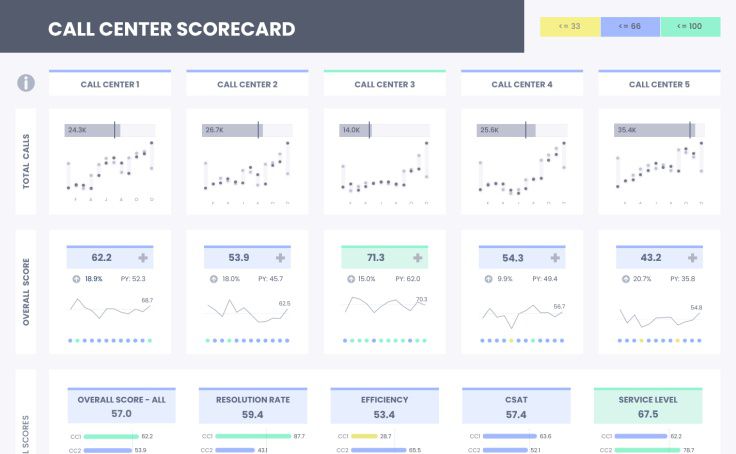 CALL CENTER SCORECARD
<= 33 <= 66 <= 100
CALL CENTER 1 CALL CENTER 2 CALL CENTER 3 CALL CENTER 4 CALL CENTER 5
TOTAL CALLS
24.3K 26.7K 14.0K 25.6K 35.4K
F A J A O D F A J A O D F A J A O D F A J A O D F A J A O D
OVERALL SCORE
62.2 53.9 71.3 54.3 43.2
18.9% PY: 52.3 18.0% PY: 45.7 15.0% PY: 62.0 9.9% PY: 49.4 20.7% PY: 35.8
68.7 62.5 70.3 56.7 54.8
L SCORES
OVERALL SCORE - ALL RESOLUTION RATE EFFICIENCY CSAT SERVICE LEVEL
57.0 59.4 53.4 57.4 67.5
CC1 62.2 CC1 87.7 CC1 28.7 CC1 63.6 CC1 62.2
CC2 53.9 CC2 43.1 CC2 65.5 CC2 52.1 CC2 78.7